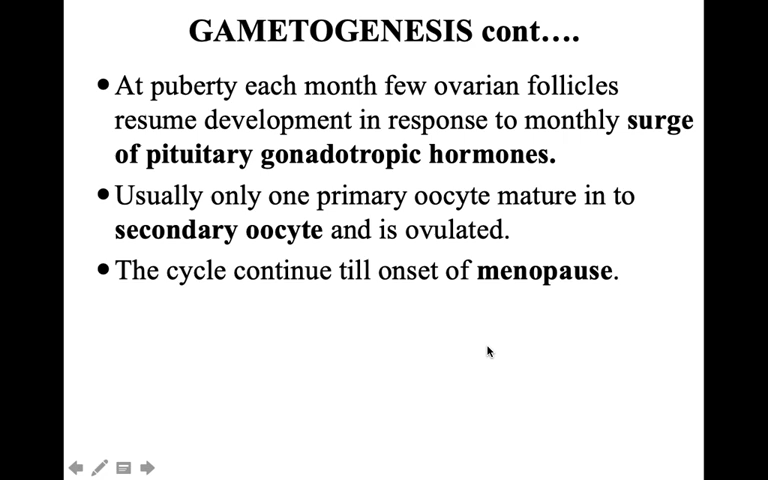 GAMETOGENESIS cont....
• At puberty each month few ovarian follicles
resume development in response to monthly surge
of pituitary gonadotropic hormones.
• Usually only one primary oocyte mature in to
secondary oocyte and is ovulated.
• The cycle continue till onset of menopause.